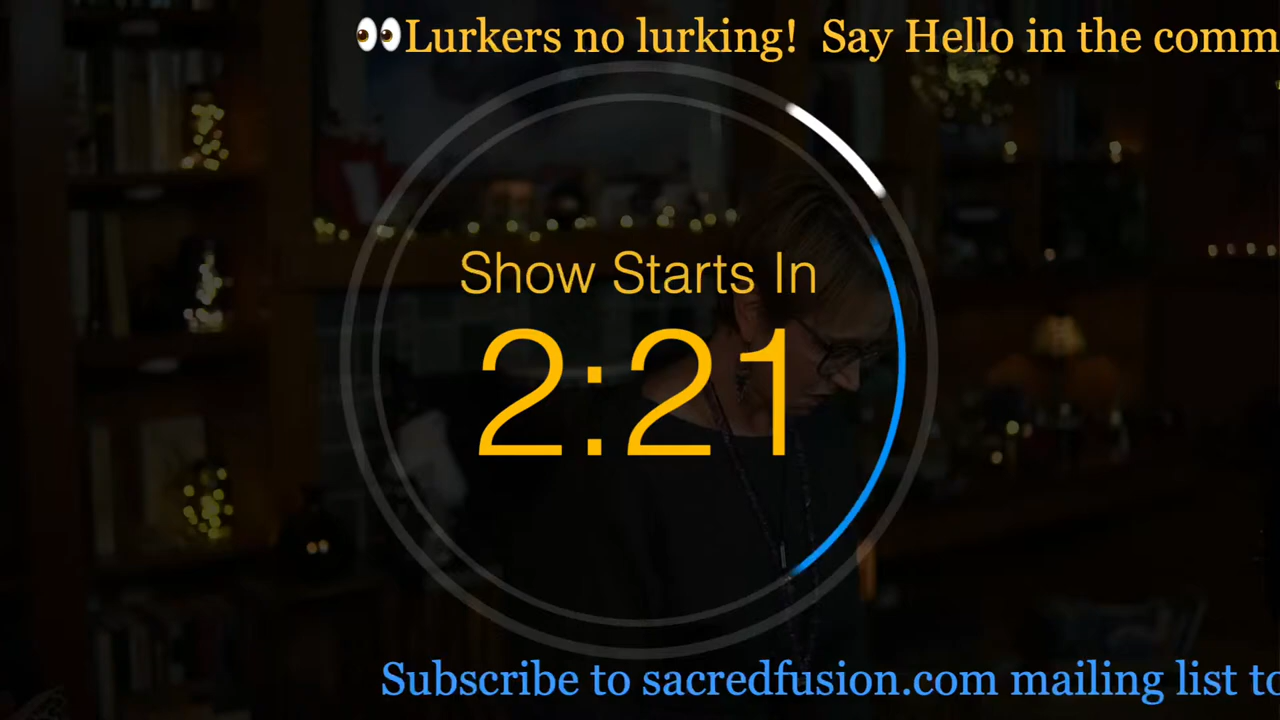 👀Lurkers no lurking! Say Hello in the comm
Show Starts In
2:21
Subscribe to sacredfusion.com mailing list to